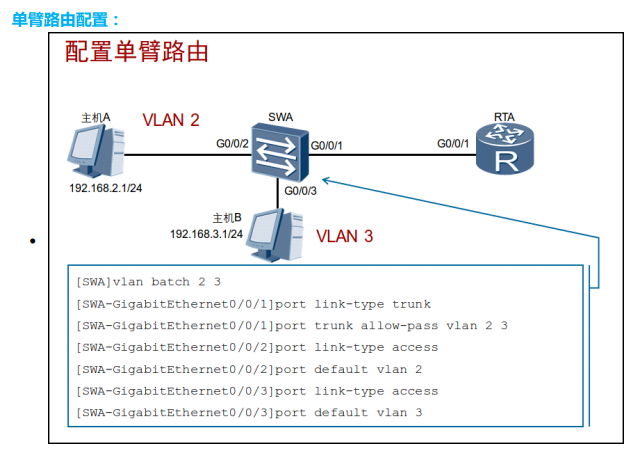 单臂路由配置：
配置单臂路由
主机A
VLAN 2
SWA
RTA
G0/0/2
G0/0/1
G0/0/1
R
192.168.2.1/24
G0/0/3
主机B
192.168.3.1/24
VLAN 3
[SWA]vlan batch 2 3
[SWA-GigabitEthernet0/0/1]port link-type trunk
[SWA-GigabitEthernet0/0/1]port trunk allow-pass vlan 2 3
[SWA-GigabitEthernet0/0/2]port link-type access
[SWA-GigabitEthernet0/0/2]port default vlan 2
[SWA-GigabitEthernet0/0/3]port link-type access
[SWA-GigabitEthernet0/0/3]port default vlan 3